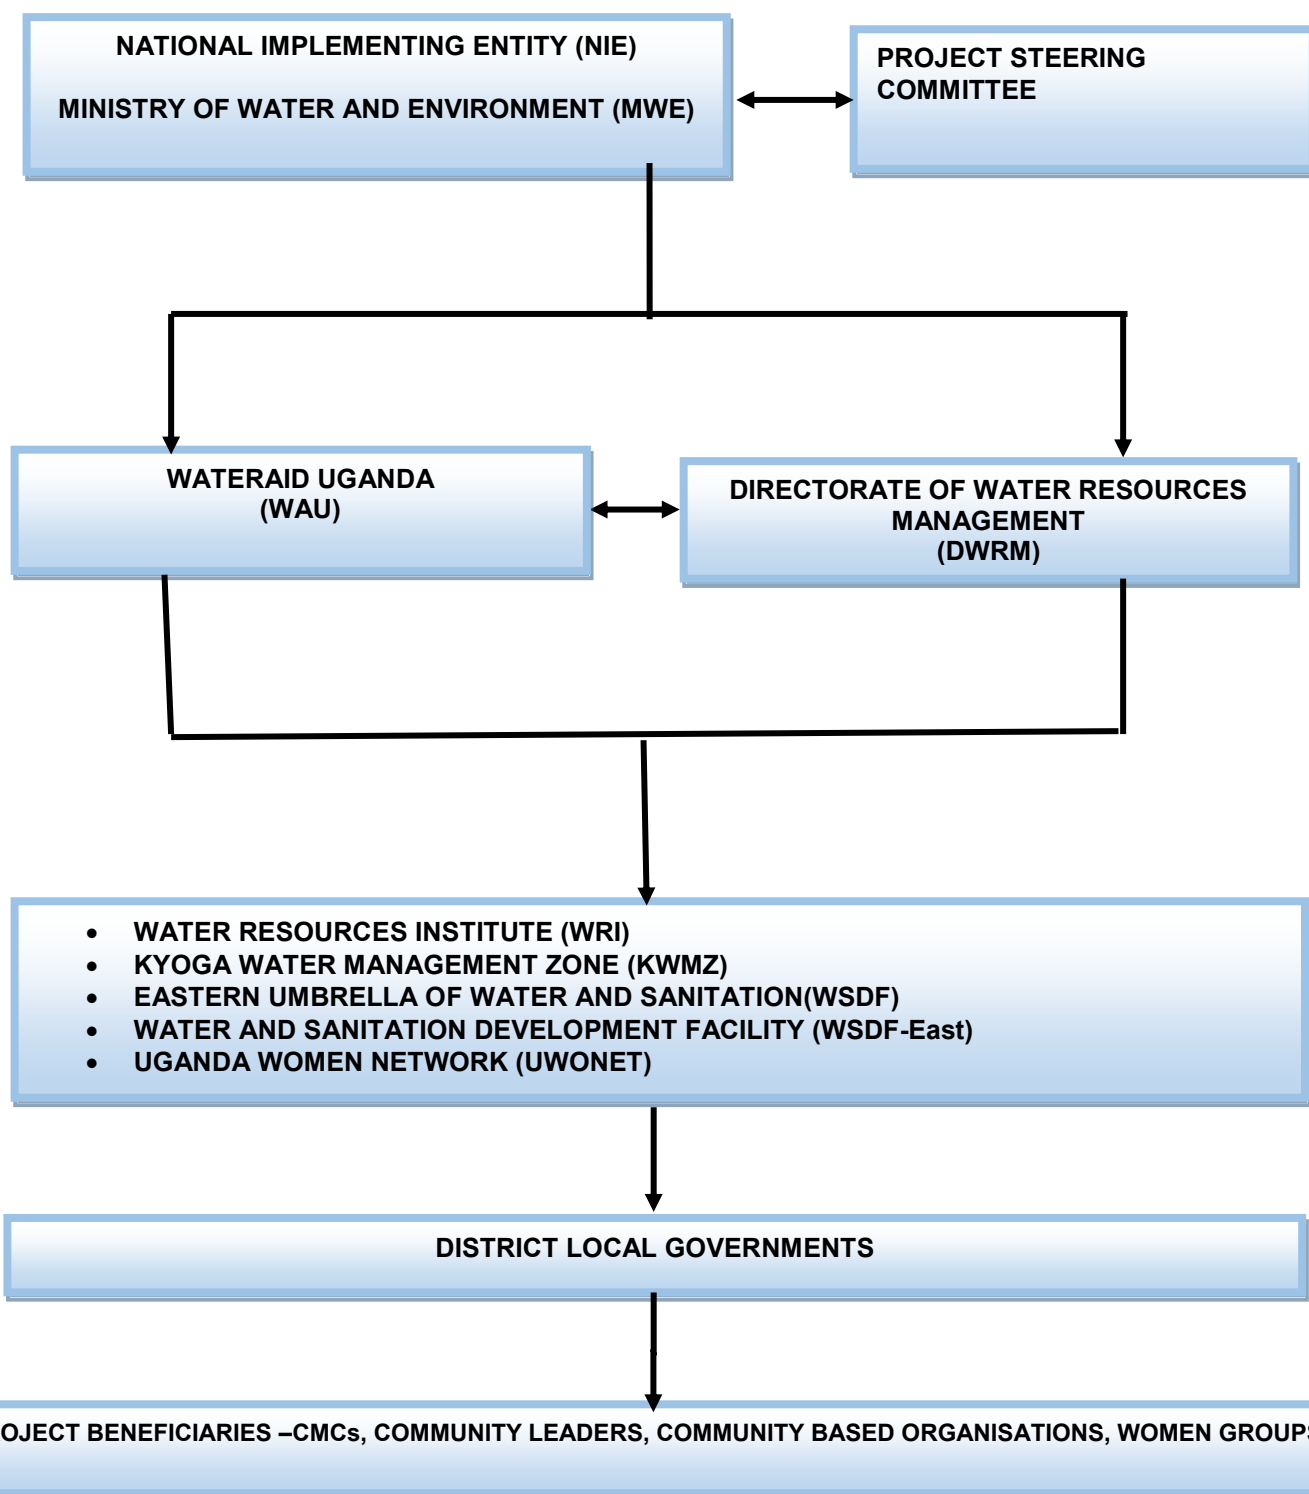 NATIONAL IMPLEMENTING ENTITY (NIE)
MINISTRY OF WATER AND ENVIRONMENT (MWE)
PROJECT STEERING
COMMITTEE
WATERAID UGANDA
(WAU)
DIRECTORATE OF WATER RESOURCES
MANAGEMENT
(DWRM)
• WATER RESOURCES INSTITUTE (WRI)
• KYOGA WATER MANAGEMENT ZONE (KWMZ)
• EASTERN UMBRELLA OF WATER AND SANITATION(WSDF)
• WATER AND SANITATION DEVELOPMENT FACILITY (WSDF-East)
• UGANDA WOMEN NETWORK (UWONET)
DISTRICT LOCAL GOVERNMENTS
OJECT BENEFICIARIES –CMCs, COMMUNITY LEADERS, COMMUNITY BASED ORGANISATIONS, WOMEN GROUPS